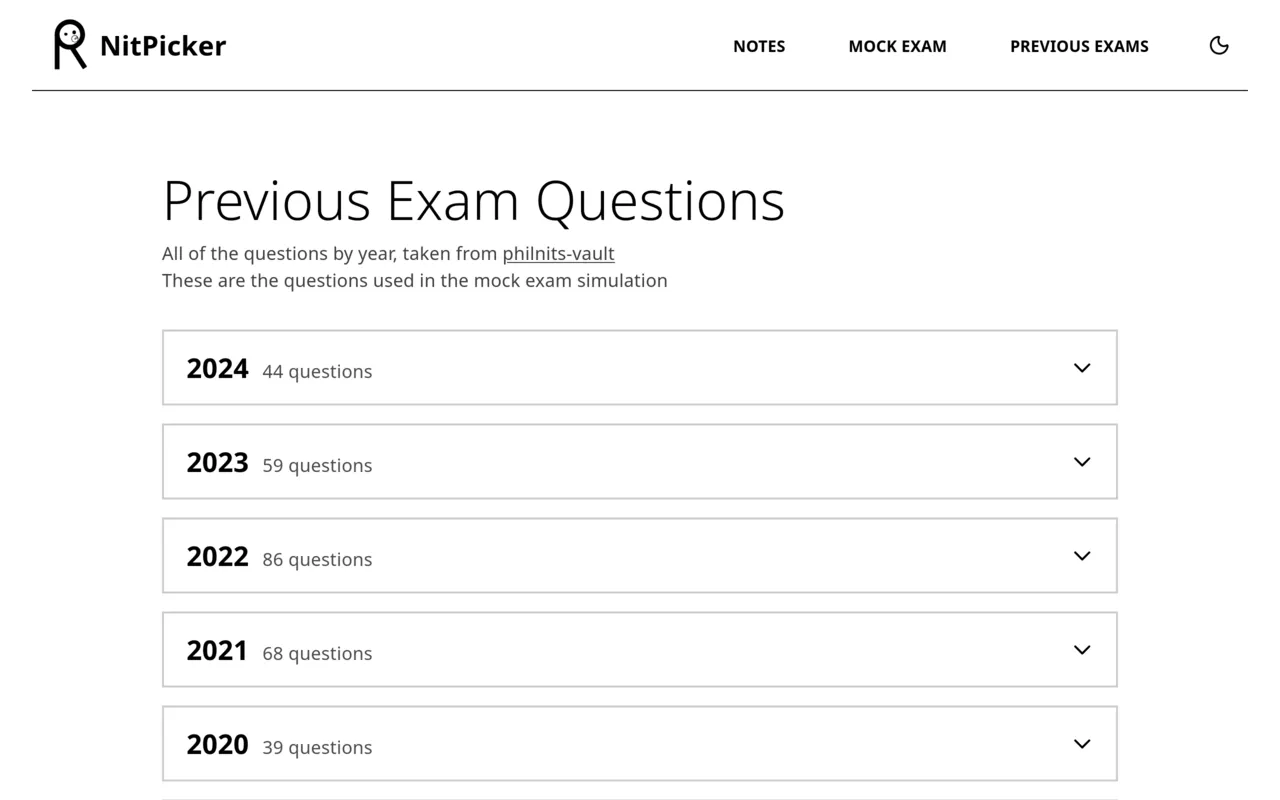 NitPicker
NOTES
MOCK EXAM
PREVIOUS EXAMS
Previous Exam Questions
All of the questions by year, taken from philnits-vault
These are the questions used in the mock exam simulation
2024 44 questions
2023 59 questions
2022 86 questions
2021 68 questions
2020 39 questions